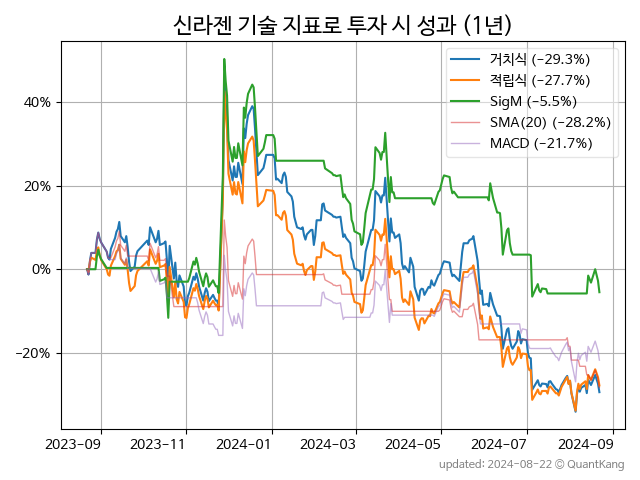 신라젠 기술 지표로 투자 시 성과 (1년)
거치식 (−29.3%)
적립식 (−27.7%)
SigM (−5.5%)
SMA(20) (−28.2%)
MACD (−21.7%)
40%
20%
0%
−20%
2023-09 2023-11 2024-01 2024-03 2024-05 2024-07 2024-09
updated: 2024-08-22 © QuantKang